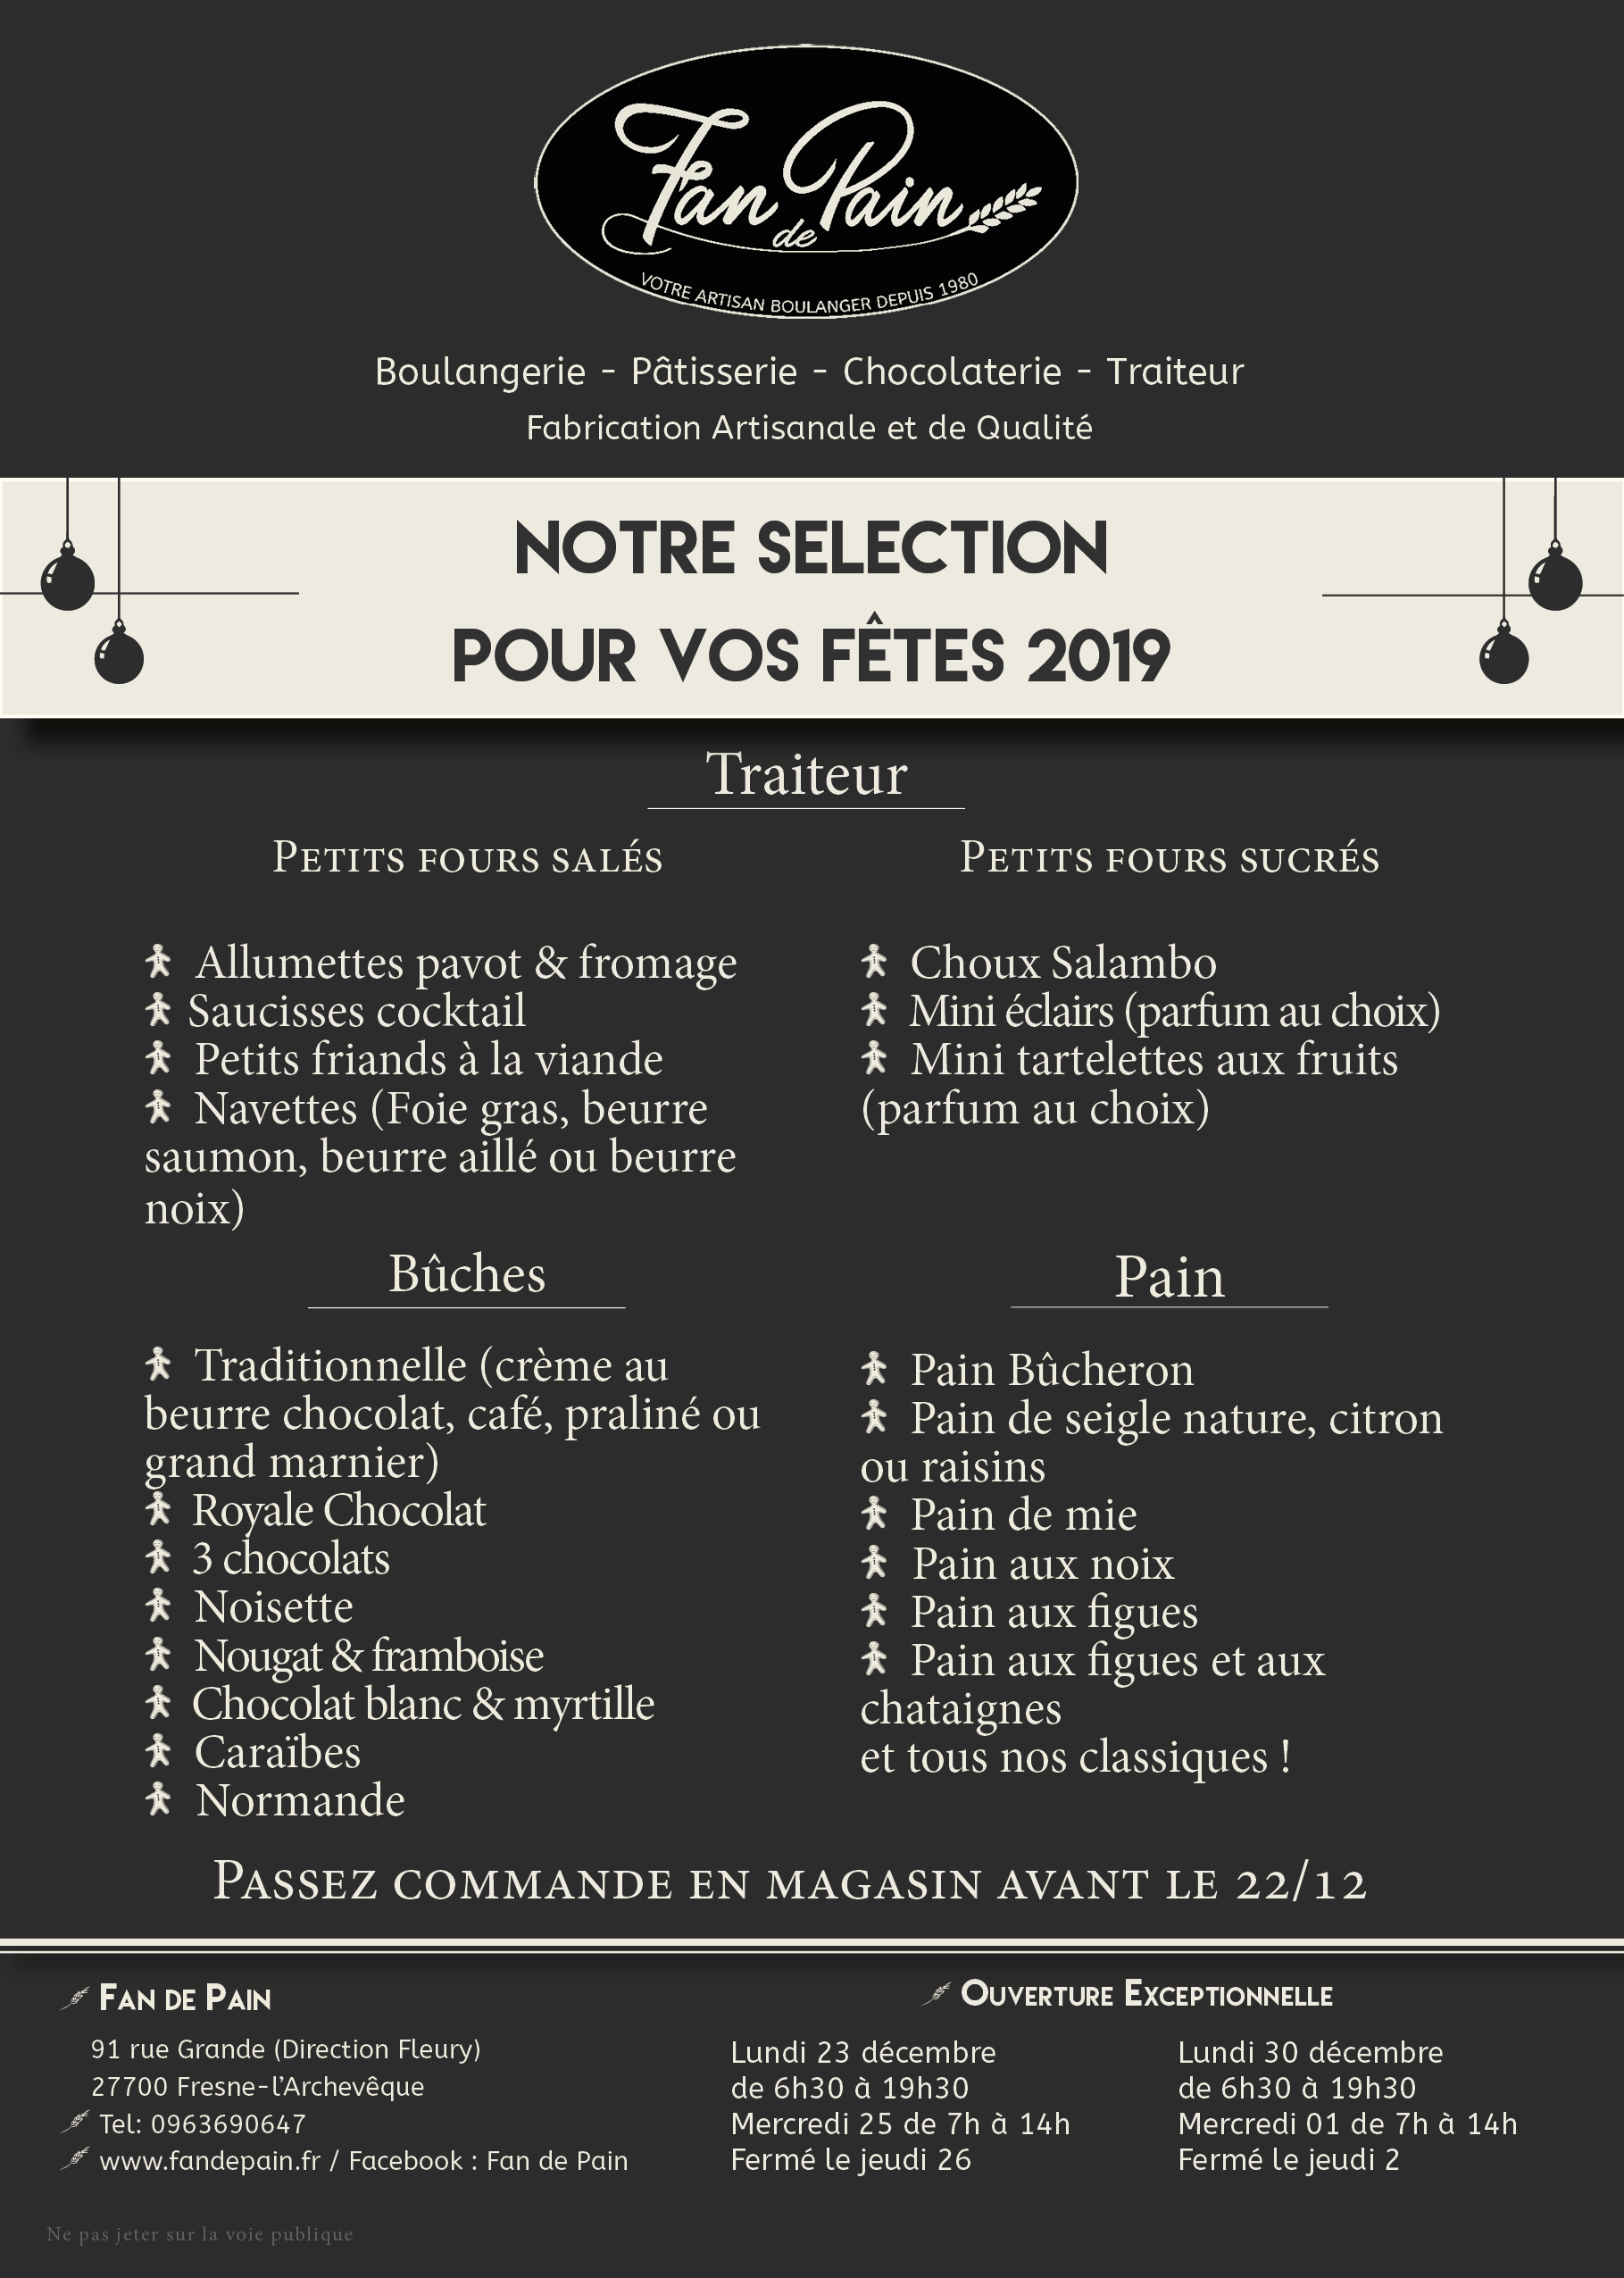 Fan de Pain
VOTRE ARTISAN BOULANGER DEPUIS 1980
Boulangerie - Pâtisserie - Chocolaterie - Traiteur
Fabrication Artisanale et de Qualité
NOTRE SELECTION
POUR VOS FÊTES 2019
Traiteur
Petits fours salés
Allumettes pavot & fromage
Saucisses cocktail
Petits friands à la viande
Navettes (Foie gras, beurre
saumon, beurre aillé ou beurre
noix)
Petits fours sucrés
Choux Salambo
Mini éclairs (parfum au choix)
Mini tartelettes aux fruits
(parfum au choix)
Bûches
Traditionnelle (crème au
beurre chocolat, café, praliné ou
grand marnier)
Royale Chocolat
3 chocolats
Noisette
Nougat & framboise
Chocolat blanc & myrtille
Caraïbes
Normande
Pain
Pain Bûcheron
Pain de seigle nature, citron
ou raisins
Pain de mie
Pain aux noix
Pain aux figues
Pain aux figues et aux
chataignes
et tous nos classiques !
Passez commande en magasin avant le 22/12
Fan de Pain
91 rue Grande (Direction Fleury)
27700 Fresne-l'Archevêque
Tel: 0963690647
www.fandepain.fr / Facebook : Fan de Pain
Ouverture Exceptionnelle
Lundi 23 décembre
de 6h30 à 19h30
Mercredi 25 de 7h à 14h
Fermé le jeudi 26
Lundi 30 décembre
de 6h30 à 19h30
Mercredi 01 de 7h à 14h
Fermé le jeudi 2
Ne pas jeter sur la voie publique